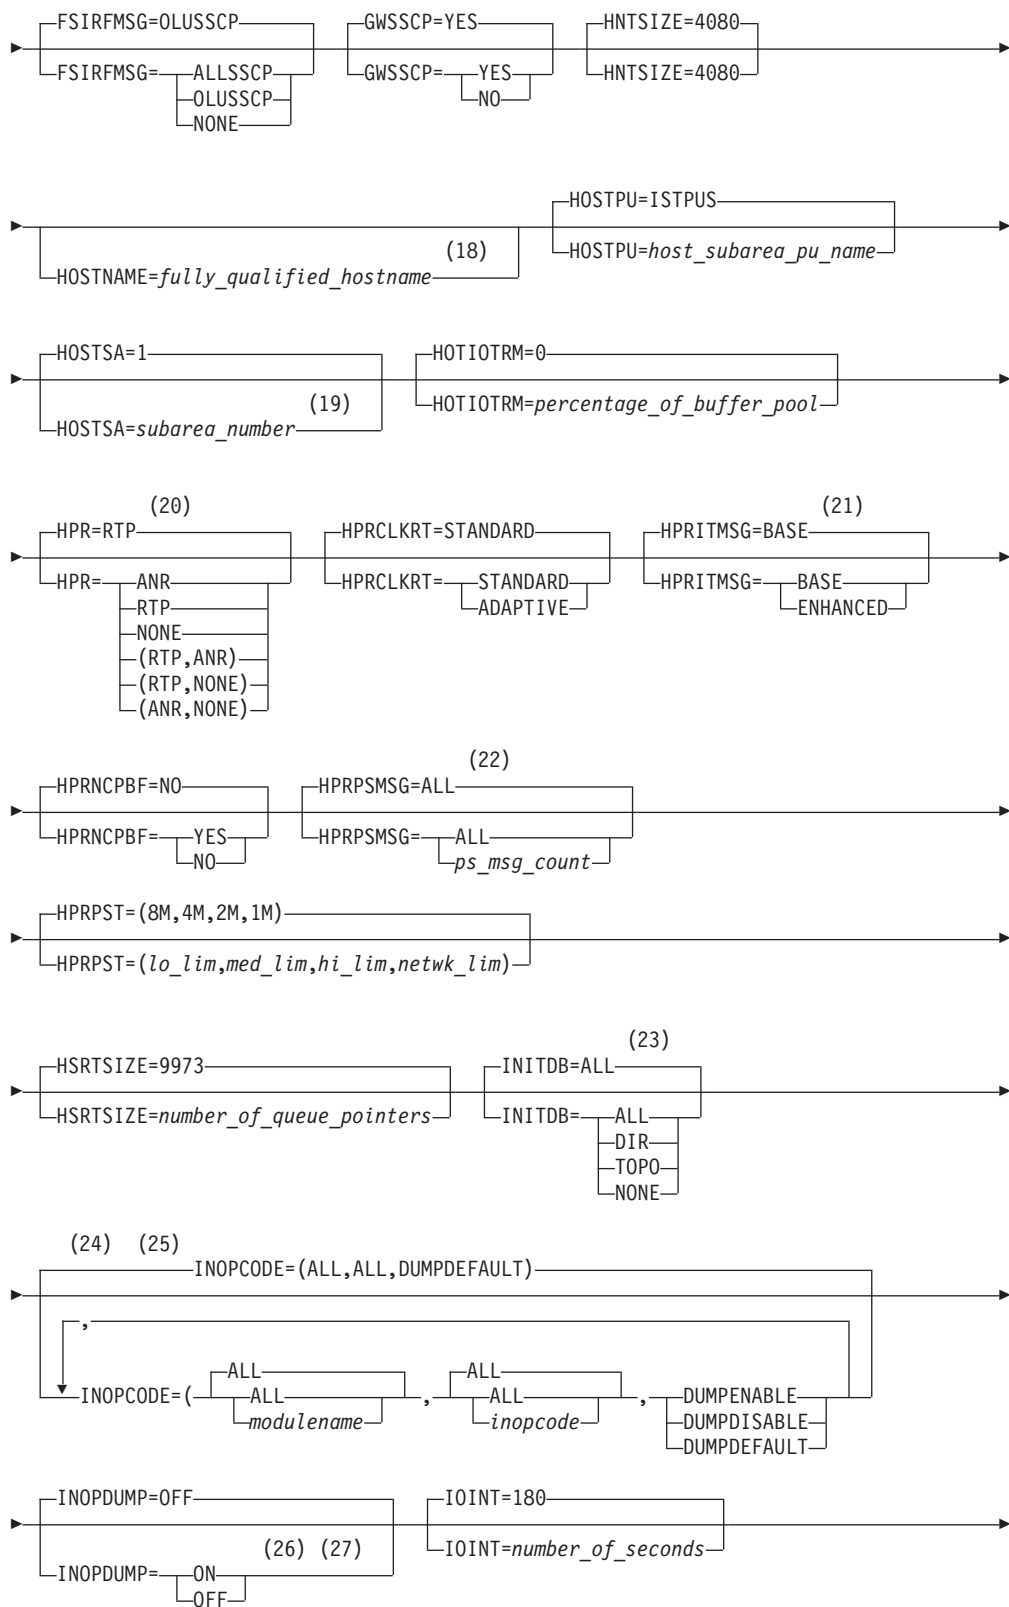 FSIRFMSG=OLUSSCP GWSSCP=YES HNTSIZE=4080
FSIRFMSG= ALLSSCP GWSSCP= YES HNTSIZE=4080
OLUSSCP NO
NONE
HOSTPU=ISTPUS
(18) HOSTPU=host_subarea_pu_name
HOSTNAME=fully_qualified_hostname
HOSTSA=1 HOTIOTRM=0
(19) HOTIOTRM=percentage_of_buffer_pool
HOSTSA=subarea_number
(20) (21)
HPR=RTP HPRCLKRT=STANDARD HPRITMSG=BASE
HPR= ANR HPRCLKRT= STANDARD HPRITMSG= BASE
RTP ADAPTIVE ENHANCED
NONE
(RTP,ANR)
(RTP,NONE)
(ANR,NONE)
(22)
HPRNCPBF=NO HPRPSMSG=ALL
HPRNCPBF= YES HPRPSMSG= ALL
NO ps_msg_count
HPRPST=(8M,4M,2M,1M)
HPRPST=(lo_lim,med_lim,hi_lim,netwk_lim)
(23)
HSRTSIZE=9973 INITDB=ALL
HSRTSIZE=number_of_queue_pointers INITDB= ALL
DIR
TOPO
NONE
(24) (25)
INOPCODE=(ALL,ALL,DUMPDEFAULT)
,
ALL ALL
INOPCODE=( ALL , ALL , DUMPENABLE
modulename inopcode DUMPDISABLE
DUMPDEFAULT
INOPDUMP=OFF IOINT=180
(26) (27) IOINT=number_of_seconds
INOPDUMP= ON
OFF